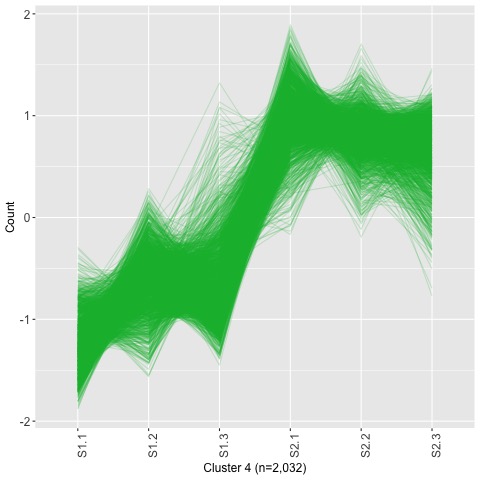 2
1
0
-1
-2
Count
S1.1
S1.2
S1.3
S2.1
S2.2
S2.3
Cluster 4 (n=2,032)